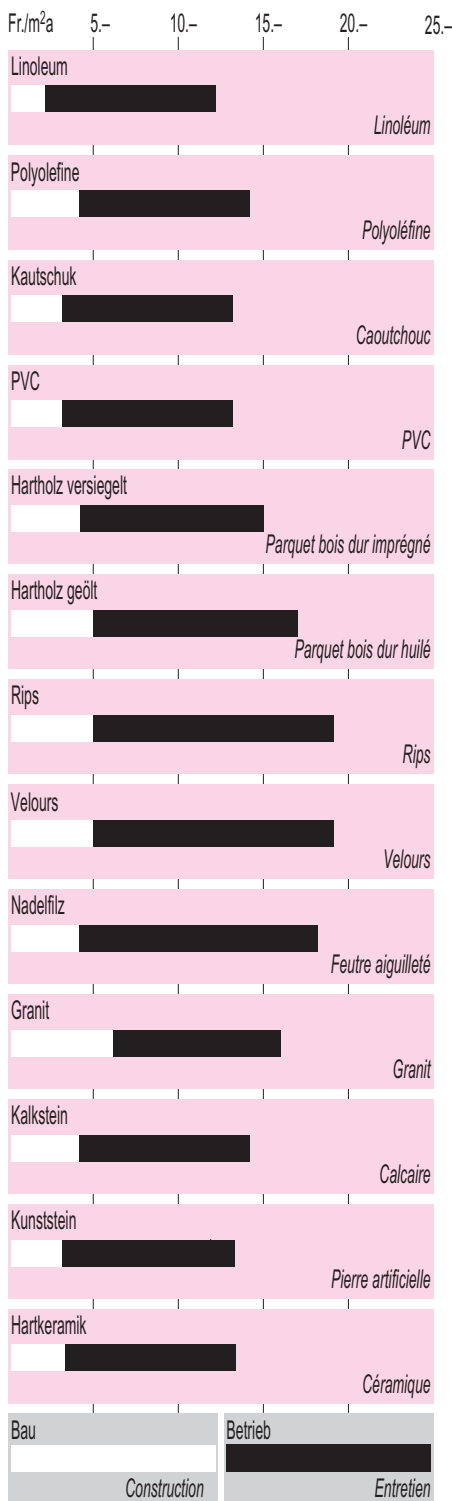 Fr./m²a 5.– 10.– 15.– 20.– 25.–
Linoleum
Linoléum
Polyolefine
Polyoléfine
Kautschuk
Caoutchouc
PVC
PVC
Hartholz versiegelt
Parquet bois dur imprégné
Hartholz geölt
Parquet bois dur huilé
Rips
Rips
Velours
Velours
Nadelfilz
Feutre aiguilleté
Granit
Granit
Kalkstein
Calcaire
Kunststein
Pierre artificielle
Hartkeramik
Céramique
Bau Betrieb
Construction Entretien